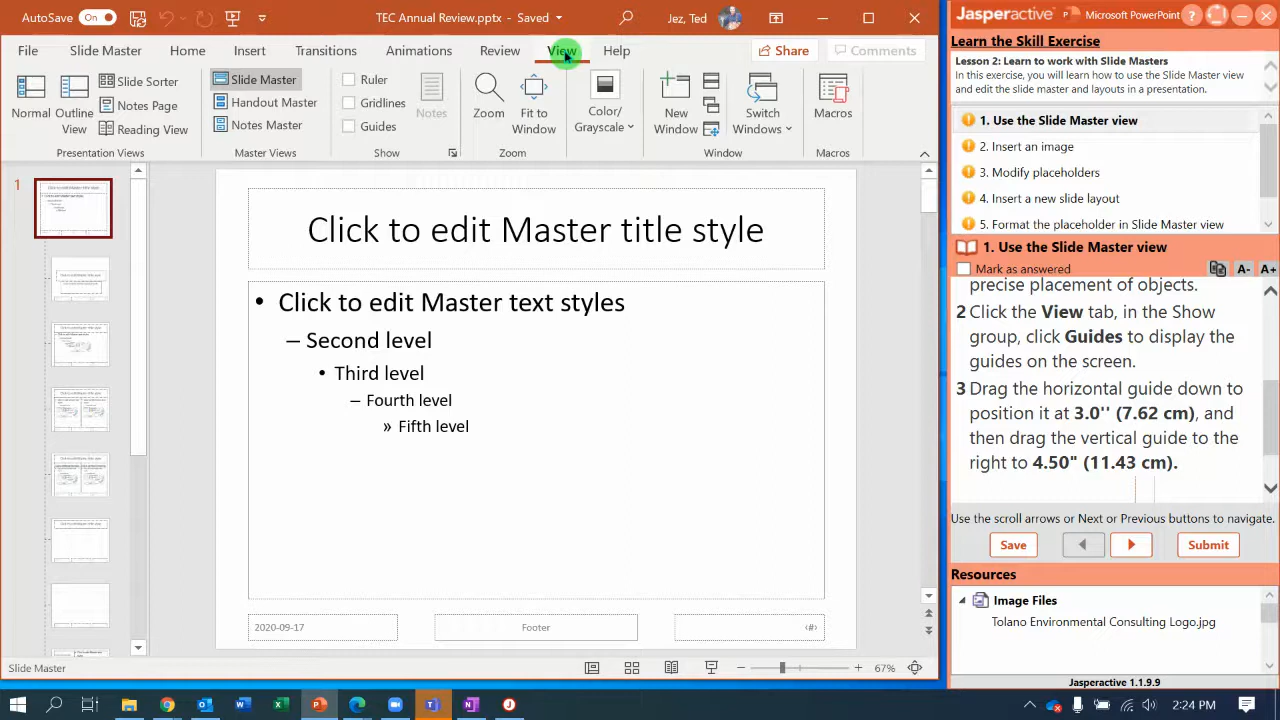 AutoSave On TEC Annual Review.pptx - Saved Jez, Ted
File Slide Master Home Insert Transitions Animations Review View Help Share Comments
Normal Outline View Slide Sorter Notes Page Reading View
Presentation Views
Slide Master
Handout Master
Notes Master
Master Views
Ruler
Gridlines
Guides
Notes
Show
Zoom
Fit to Window
Zoom
Color/
Grayscale
New Window
Switch Windows
Window
Macros
Macros
1
Click to edit Master title style
• Click to edit Master text styles
– Second level
• Third level
– Fourth level
» Fifth level
2020-09-17 Footer ‹#›
Slide Master 67%
2:24 PM
Jasperactive Microsoft PowerPoint
Learn the Skill Exercise
Lesson 2: Learn to work with Slide Masters
In this exercise, you will learn how to use the Slide Master view
and edit the slide master and layouts in a presentation.
1. Use the Slide Master view
2. Insert an image
3. Modify placeholders
4. Insert a new slide layout
5. Format the placeholder in Slide Master view
1. Use the Slide Master view
Mark as answered A- A+
precise placement of objects.
2 Click the View tab, in the Show
group, click Guides to display the
guides on the screen.
3 Drag the horizontal guide down to
position it at 3.0'' (7.62 cm), and
then drag the vertical guide to the
right to 4.50" (11.43 cm).
Use the scroll arrows or Next or Previous buttons to navigate.
Save Submit
Resources
Image Files
Tolano Environmental Consulting Logo.jpg
Jasperactive 1.1.9.9